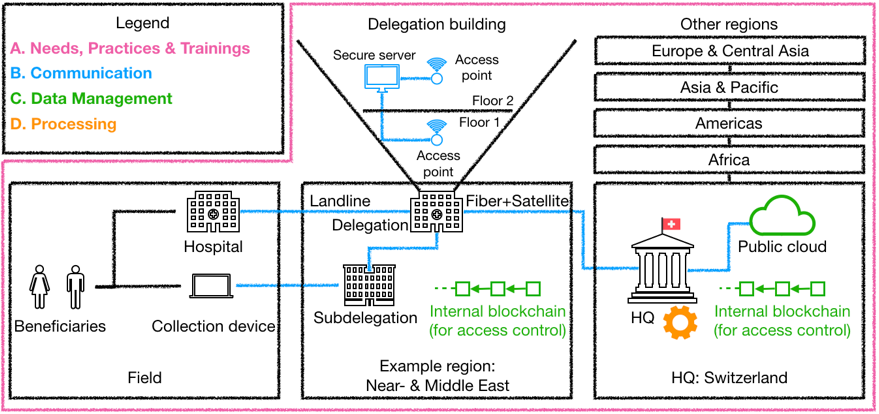 Legend
A. Needs, Practices & Trainings
B. Communication
C. Data Management
D. Processing
Delegation building
Secure server
Access
point
Floor 2
Floor 1
Access
point
Other regions
Europe & Central Asia
Asia & Pacific
Americas
Africa
Hospital
Beneficiaries
Collection device
Field
Landline
Delegation
Fiber+Satellite
Subdelegation
Internal blockchain
(for access control)
Example region:
Near- & Middle East
Public cloud
HQ
Internal blockchain
(for access control)
HQ: Switzerland